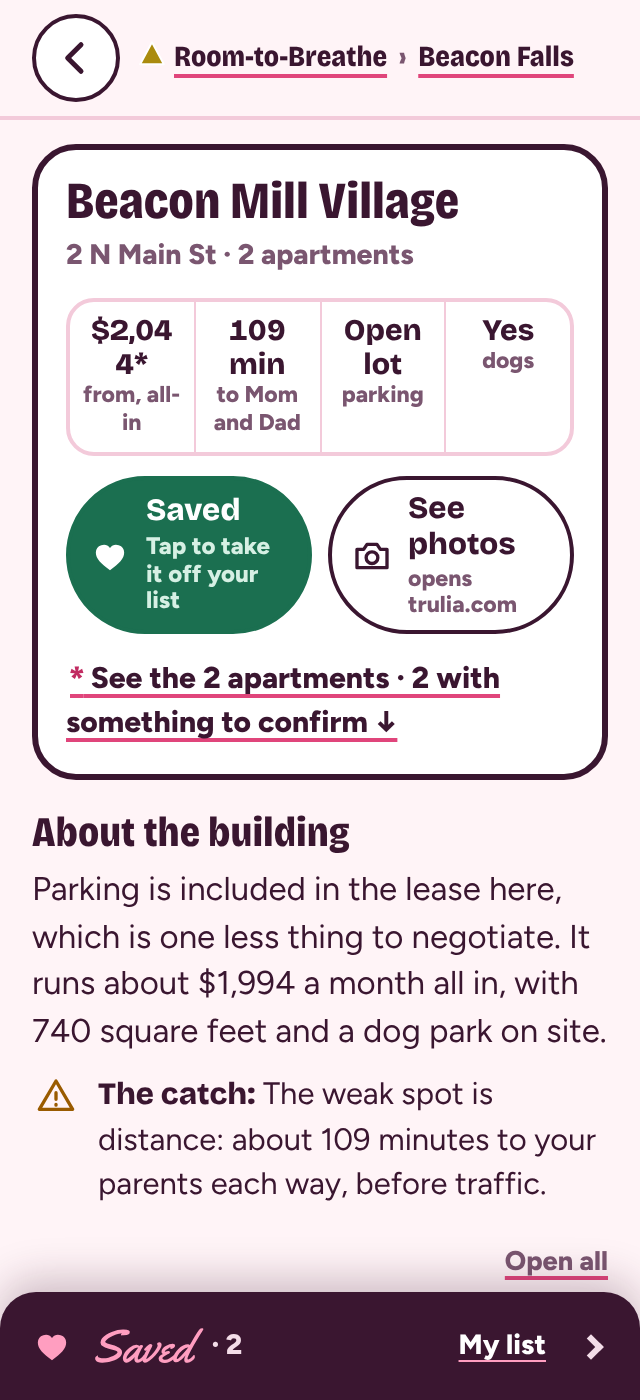 Room-to-Breathe › Beacon Falls
Beacon Mill Village
2 N Main St · 2 apartments
$2,04
4*
from, all-
in
109
min
to Mom
and Dad
Open
lot
parking
Yes
dogs
Saved
Tap to take
it off your
list
See
photos
opens
trulia.com
* See the 2 apartments · 2 with
something to confirm ↓
About the building
Parking is included in the lease here,
which is one less thing to negotiate. It
runs about $1,994 a month all in, with
740 square feet and a dog park on site.
The catch: The weak spot is
distance: about 109 minutes to your
parents each way, before traffic.
Open all
Saved · 2
My list